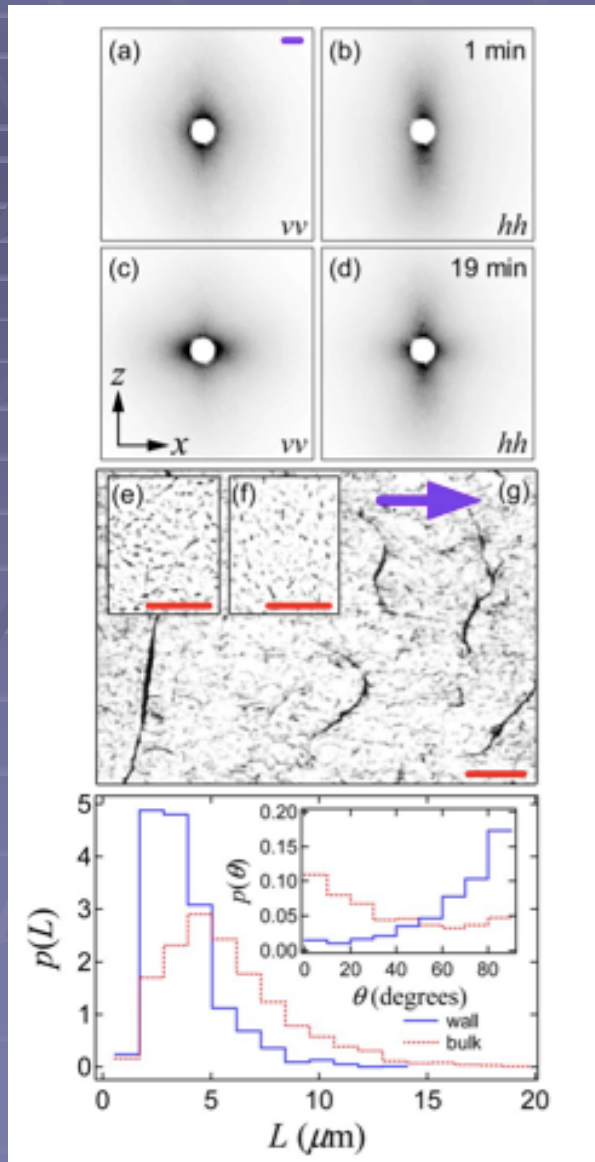 (a) (b) 1 min
vv hh
(c) (d) 19 min
z
x vv hh
(e) (f) (g)
5
4
3
2
1
0
p(L)
0.20
0.15
0.10
0.05
0.00
p(θ)
0 20 40 60 80
θ (degrees)
wall
bulk
0 5 10 15 20
L (μm)